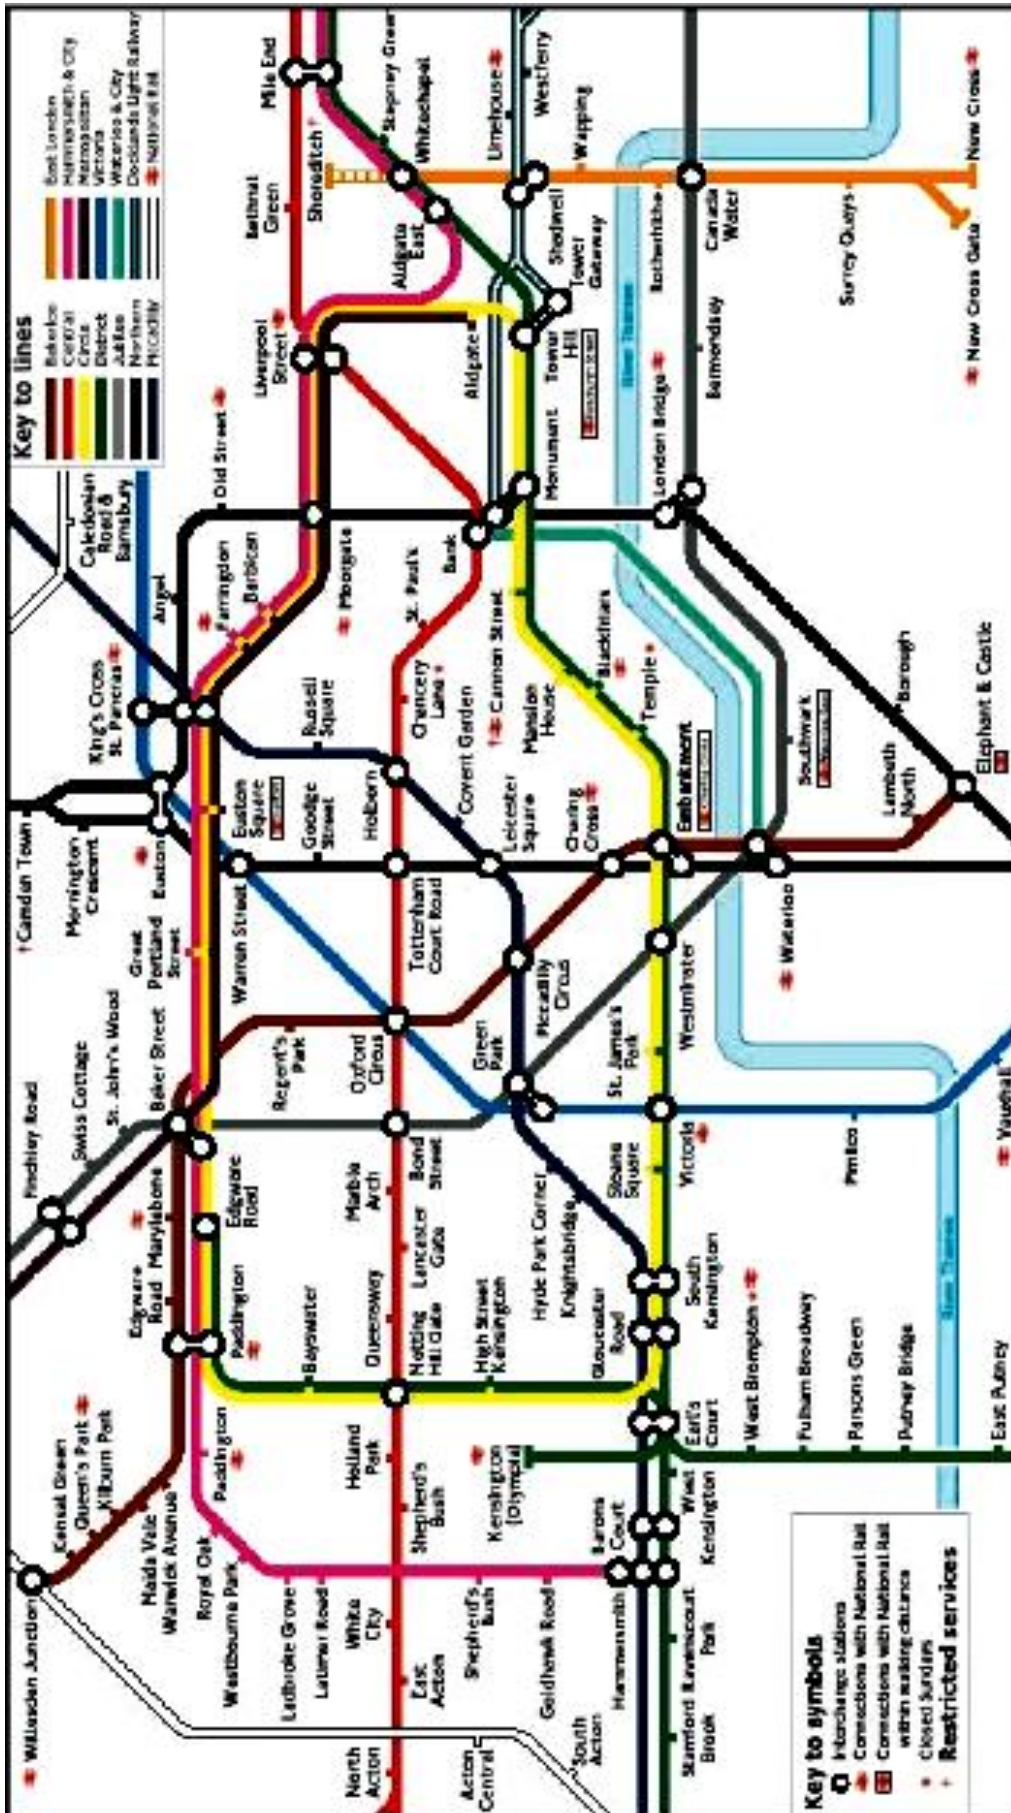 Key to lines
Bakerloo
Central
Circle
District
Jubilee
Northern
Piccadilly
East London
Hammersmith & City
Metropolitan
Victoria
Waterloo & City
Docklands Light Railway
National Rail
Willesden Junction
Kensal Green
Queen's Park
Kilburn Park
Maida Vale
Warwick Avenue
Royal Oak
Westbourne Park
Ladbroke Grove
Latimer Road
White
City
East
Acton
North
Acton
Acton
Central
South
Acton
Shepherd's
Bush
Goldhawk Road
Hammersmith
Stamford
Brook
Ravenscourt
Park
Barons
Court
West
Kensington
Kensington
(Olympia)
Shepherd's
Bush
Holland
Park
Paddington
Finchley Road
Swiss Cottage
St. John's Wood
Edgware
Road
Marylebone
Baker Street
Paddington
Edgware
Road
Bayswater
Queensway
Notting
Hill Gate
Lancaster
Gate
Marble
Arch
Bond
Street
High Street
Kensington
Gloucester
Road
Earl's
Court
South
Kensington
Hyde Park Corner
Knightsbridge
Sloane
Square
Victoria
West Brompton
Fulham Broadway
Parsons Green
Putney Bridge
East Putney
Pimlico
Vauxhall
River Thames
†Camden Town
Mornington
Crescent
Euston
Great
Portland
Street
Warren Street
Regent's
Park
Oxford
Circus
Green
Park
Piccadilly
Circus
St. James's
Park
Westminster
Tottenham
Court Road
Leicester
Square
Charing
Cross
Embankment
Waterloo
Southwark
Lambeth
North
Elephant & Castle
Borough
King's Cross
St. Pancras
Euston
Square
Goodge
Street
Russell
Square
Holborn
Covent Garden
Chancery
Lane
St. Paul's
Cannon Street
Mansion
House
Blackfriars
Temple
Caledonian
Road &
Barnsbury
Angel
Old Street
Farringdon
Barbican
Moorgate
Bank
Monument
Liverpool
Street
Aldgate
Tower
Hill
Tower
Gateway
Aldgate
East
Bethnal
Green
Shoreditch
Mile End
Stepney Green
Whitechapel
Limehouse
Westferry
Shadwell
Wapping
Rotherhithe
River Thames
London Bridge
Bermondsey
Canada
Water
Surrey Quays
New Cross Gate
New Cross
Key to symbols
Interchange stations
Connections with National Rail
Connections with National Rail
within walking distance
Closed Sundays
† Restricted services